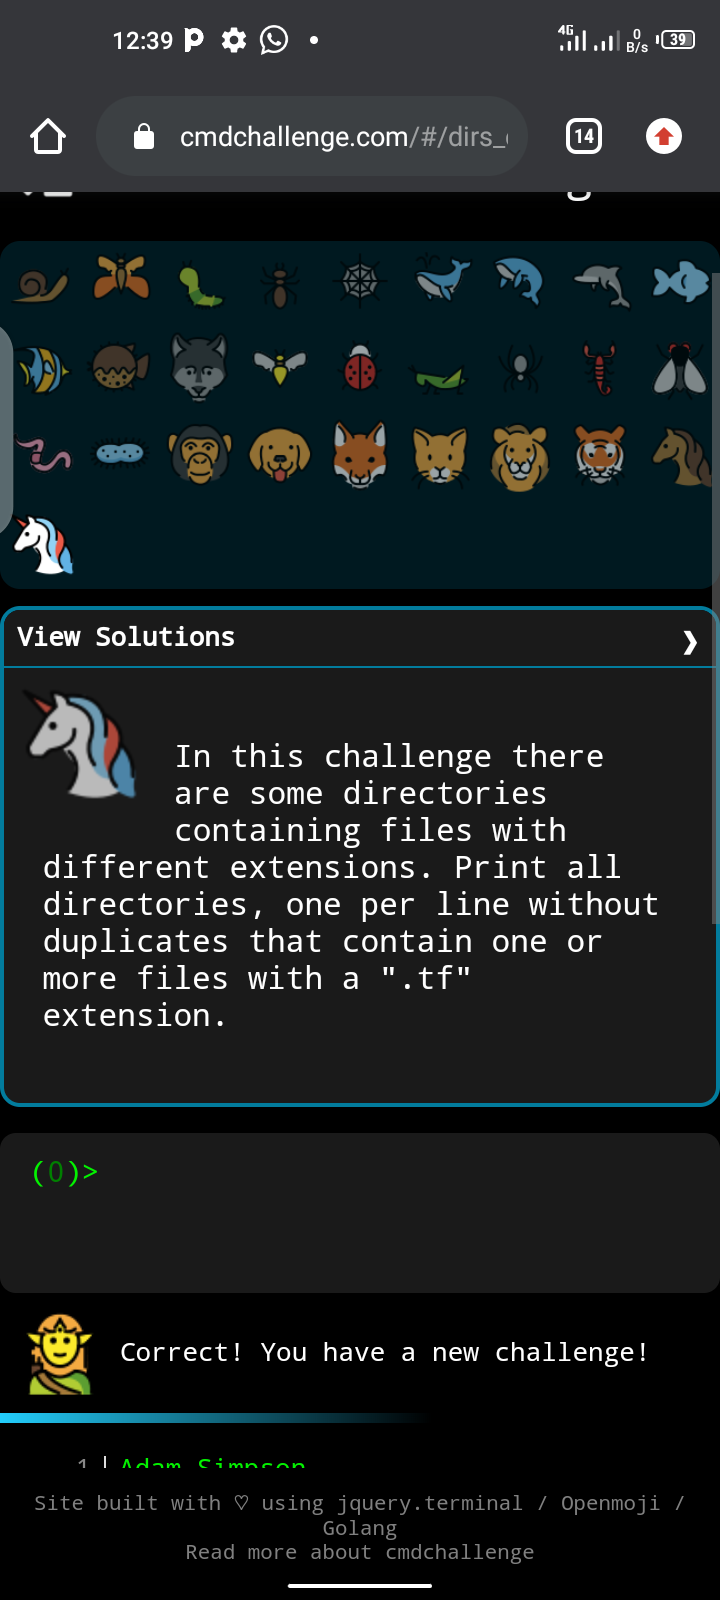 12:39
4G
0
B/s
39
cmdchallenge.com/#/dirs_
14
View Solutions
In this challenge there
are some directories
containing files with
different extensions. Print all
directories, one per line without
duplicates that contain one or
more files with a ".tf"
extension.
(0)>
Correct! You have a new challenge!
1 Adam Simpson
Site built with ♡ using jquery.terminal / Openmoji /
Golang
Read more about cmdchallenge